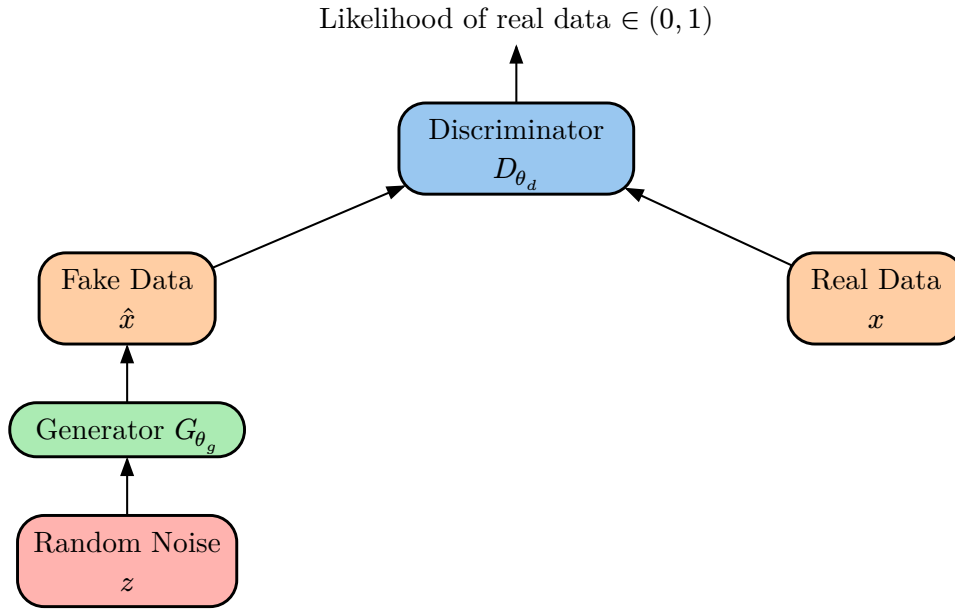 Likelihood of real data ∈ (0, 1)
Discriminator
D_{θ_d}
Fake Data
x̂
Real Data
x
Generator G_{θ_g}
Random Noise
z